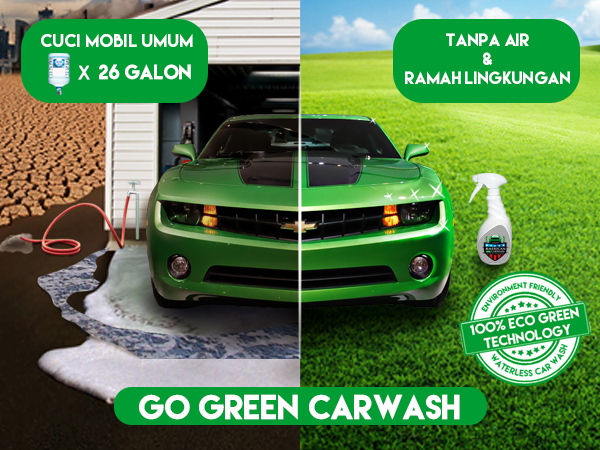 CUCI MOBIL UMUM
X 26 GALON
TANPA AIR
&
RAMAH LINGKUNGAN
ENVIRONMENT FRIENDLY
100% ECO GREEN
TECHNOLOGY
WATERLESS CAR WASH
GO GREEN CARWASH